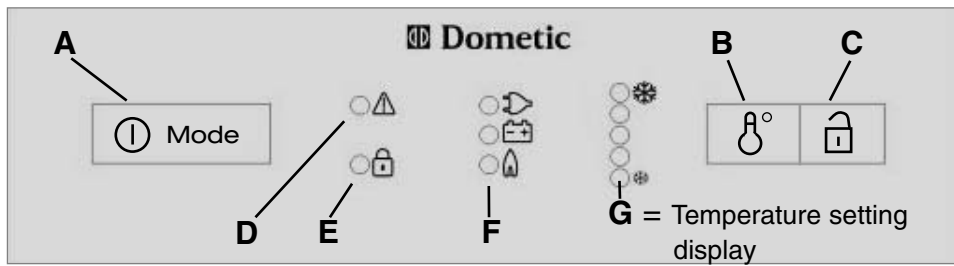 A
Dometic
B
C
Mode
D
E
F
G = Temperature setting
display